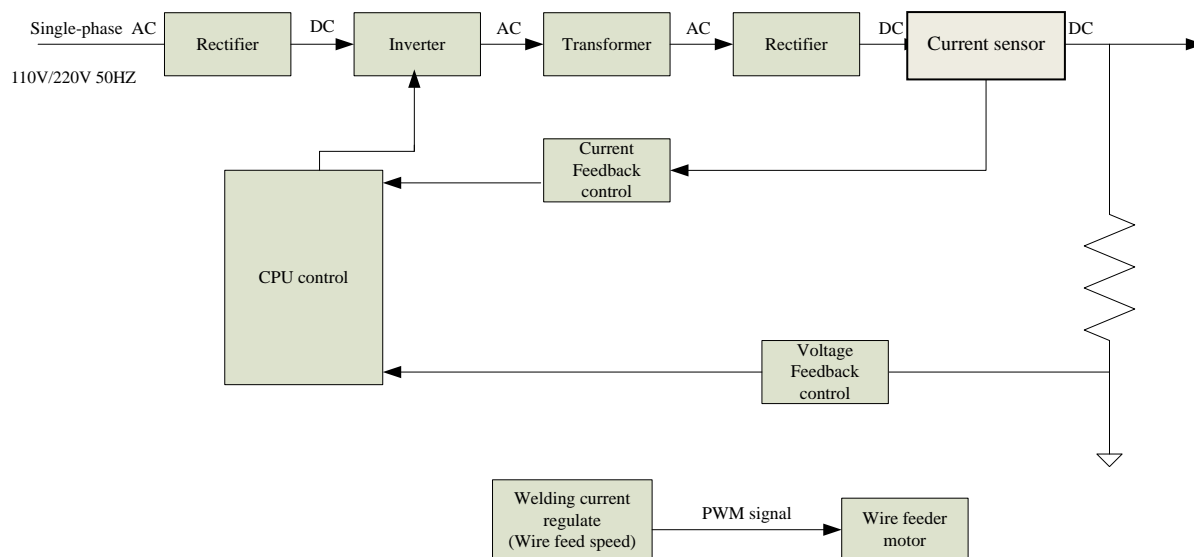 Single-phase AC
Rectifier
DC
Inverter
AC
Transformer
AC
Rectifier
DC
Current sensor
DC
110V/220V 50HZ
Current
Feedback
control
CPU control
Voltage
Feedback
control
Welding current
regulate
(Wire feed speed)
PWM signal
Wire feeder
motor